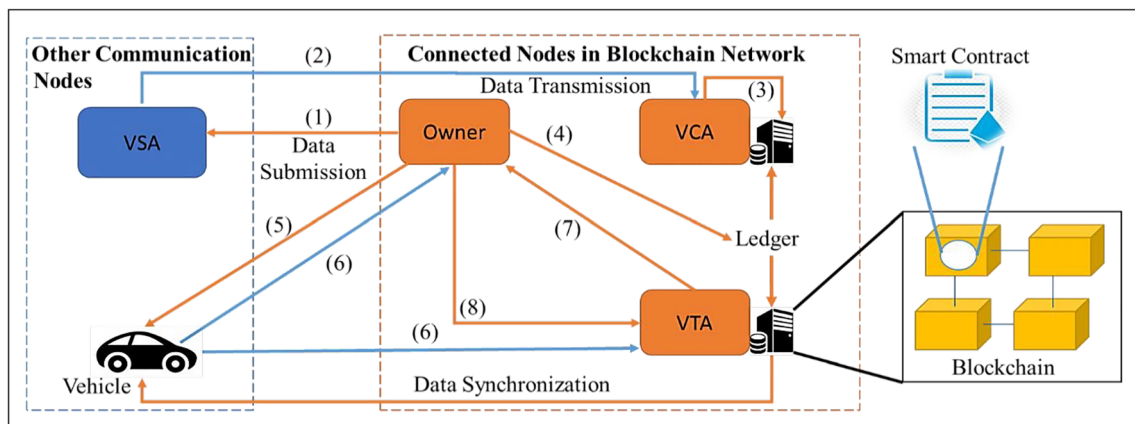 Other Communication
Nodes
(2)
Connected Nodes in Blockchain Network
Data Transmission
Smart Contract
VSA
(1)
Data
Submission
Owner
(4)
VCA
(3)
(5)
(6)
(7)
Ledger
(8)
(6)
VTA
Vehicle
Data Synchronization
Blockchain